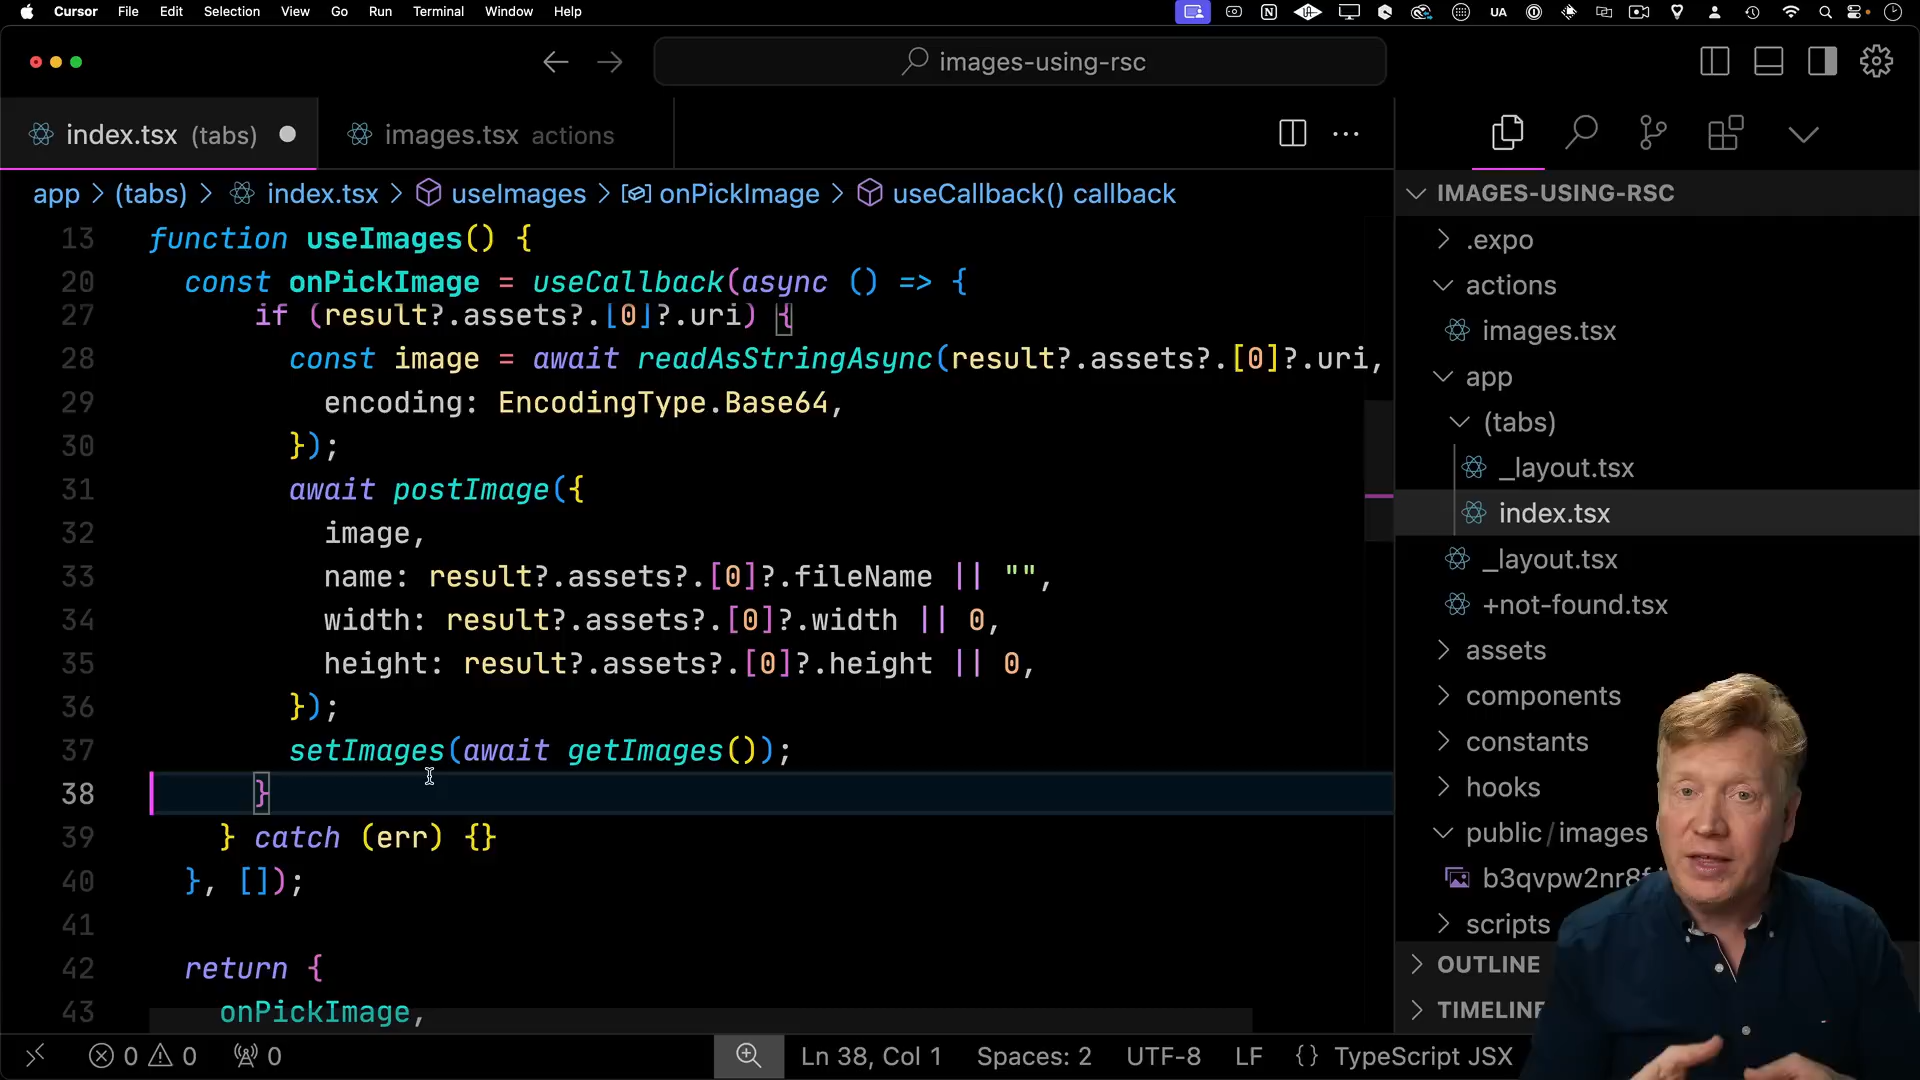 Cursor File Edit Selection View Go Run Terminal Window Help UA
images-using-rsc
index.tsx (tabs) images.tsx actions
app > (tabs) > index.tsx > useImages > onPickImage > useCallback() callback
13 function useImages() {
20 const onPickImage = useCallback(async () => {
27 if (result?.assets?.[0]?.uri) {
28 const image = await readAsStringAsync(result?.assets?.[0]?.uri,
29 encoding: EncodingType.Base64,
30 });
31 await postImage({
32 image,
33 name: result?.assets?.[0]?.fileName || "",
34 width: result?.assets?.[0]?.width || 0,
35 height: result?.assets?.[0]?.height || 0,
36 });
37 setImages(await getImages());
38 }
39 } catch (err) {}
40 }, []);
41
42 return {
43 onPickImage,
IMAGES-USING-RSC
.expo
actions
images.tsx
app
(tabs)
_layout.tsx
index.tsx
_layout.tsx
+not-found.tsx
assets
components
constants
hooks
public/images
scripts
OUTLINE
TIMELINE
0 0 0 Ln 38, Col 1 Spaces: 2 UTF-8 LF {} TypeScript JSX